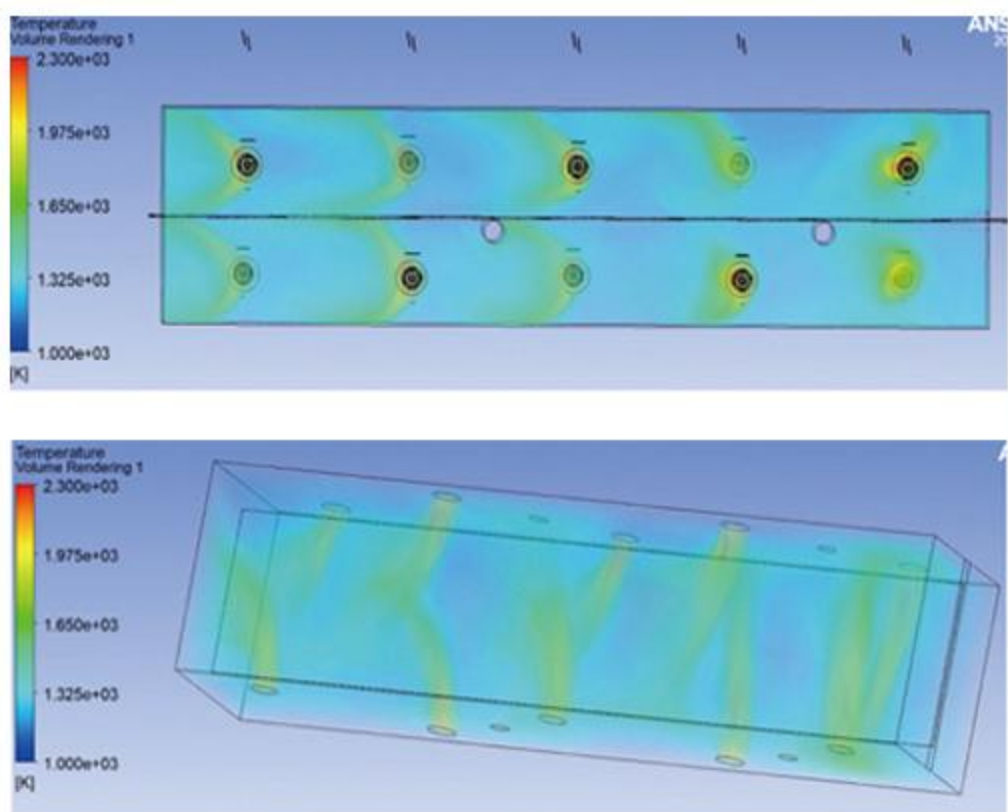 Temperature
Volume Rendering 1
2.300e+03
1.975e+03
1.650e+03
1.325e+03
1.000e+03
[K]
ANS
Temperature
Volume Rendering 1
2.300e+03
1.975e+03
1.650e+03
1.325e+03
1.000e+03
[K]
A